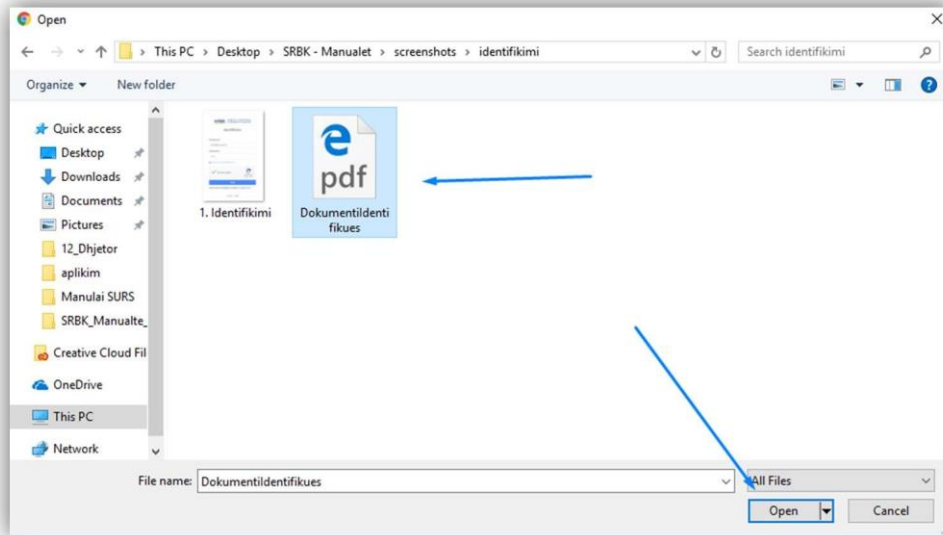 Open
This PC > Desktop > SRBK - Manualet > screenshots > identifikimi
Search identifikimi
Organize
New folder
Quick access
Desktop
Downloads
Documents
Pictures
12_Dhjetor
aplikim
Manulai SURS
SRBK_Manualte_
Creative Cloud Fil
OneDrive
This PC
Network
1. Identifikimi
pdf
DokumentIdenti
fikues
File name: DokumentIdentifikues
All Files
Open
Cancel